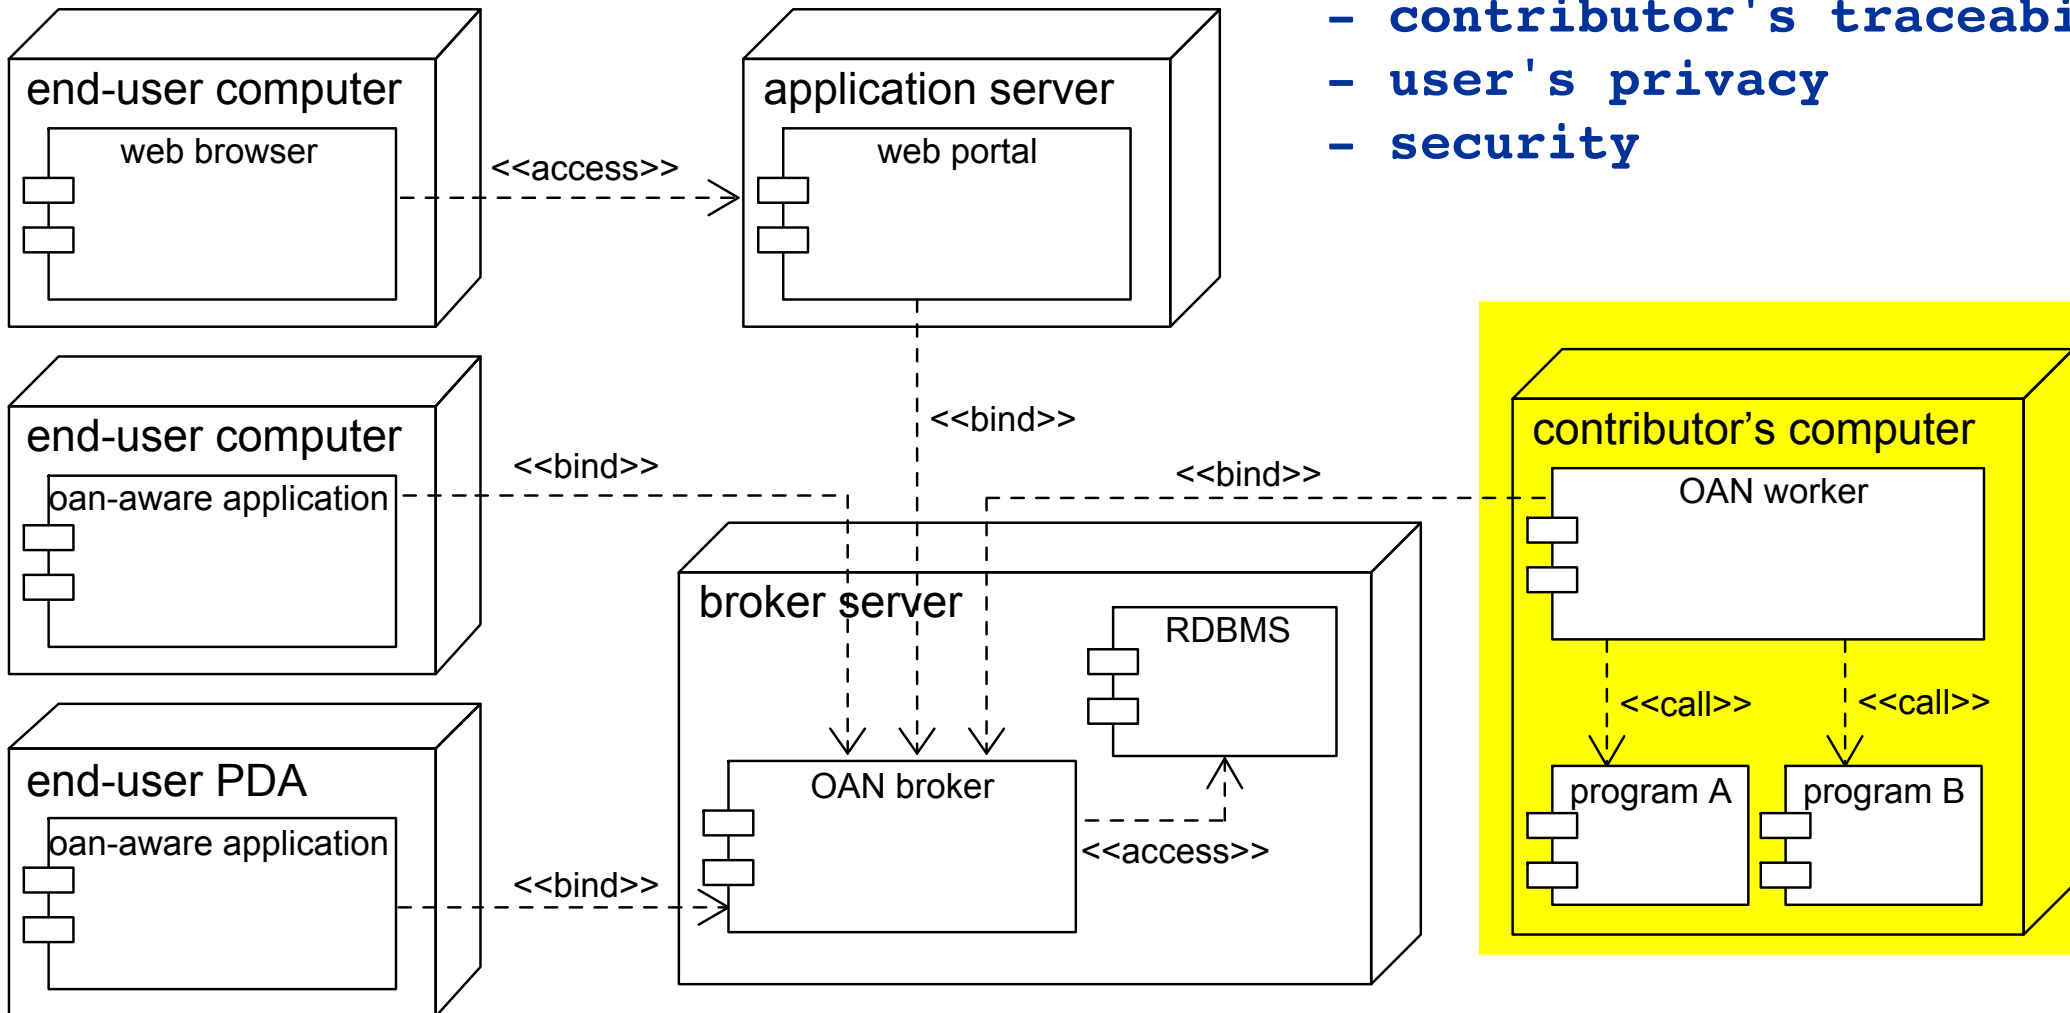 - contributor's
- user's privacy
- security
end-user computer
web browser
<<access>>
application server
web portal
end-user computer
oan-aware application
<<bind>>
<<bind>>
<<bind>>
contributor’s computer
OAN worker
<<call>>
<<call>>
program A
program B
broker server
RDBMS
OAN broker
<<access>>
end-user PDA
oan-aware application
<<bind>>